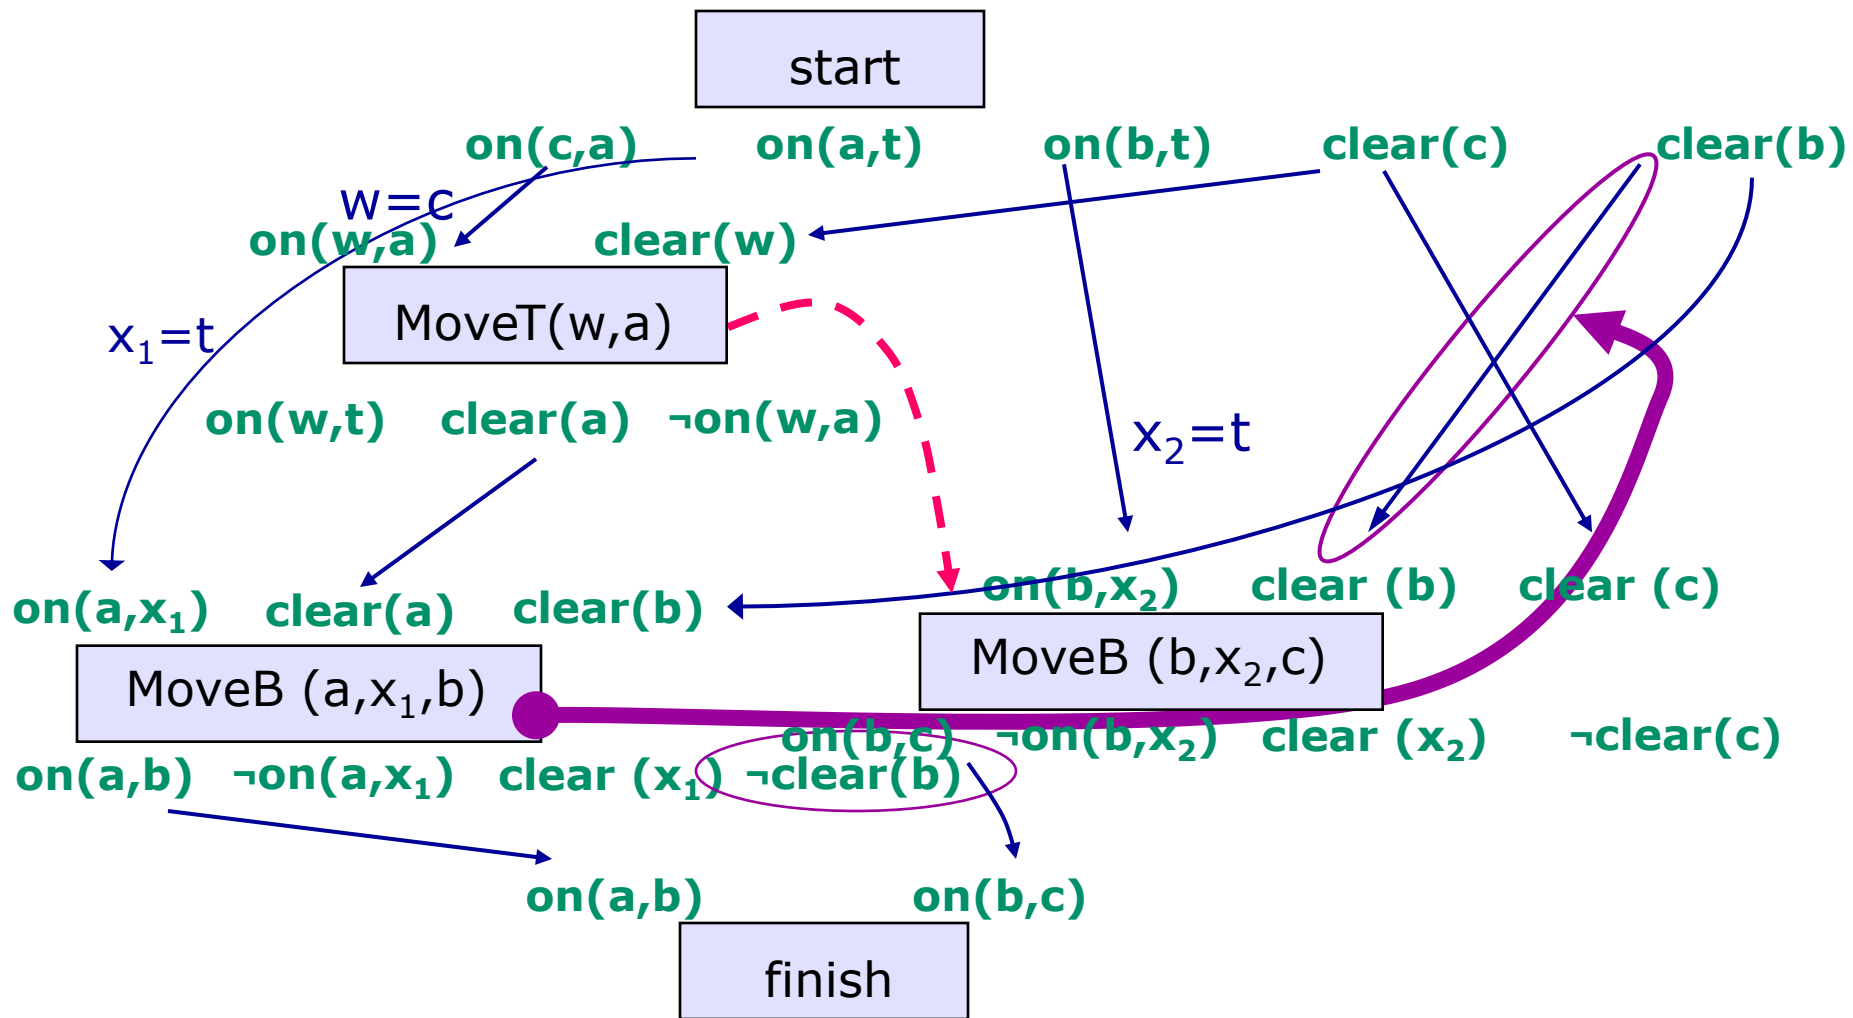 start
on(c,a) on(a,t) on(b,t) clear(c) clear(b)
w=c
on(w,a) clear(w)
MoveT(w,a)
x₁=t
on(w,t) clear(a) ¬on(w,a)
x₂=t
on(b,x₂) clear (b) clear (c)
on(a,x₁) clear(a) clear(b)
MoveB (b,x₂,c)
MoveB (a,x₁,b)
on(b,c) ¬on(b,x₂) clear (x₂) ¬clear(c)
on(a,b) ¬on(a,x₁) clear (x₁) ¬clear(b)
on(a,b) on(b,c)
finish